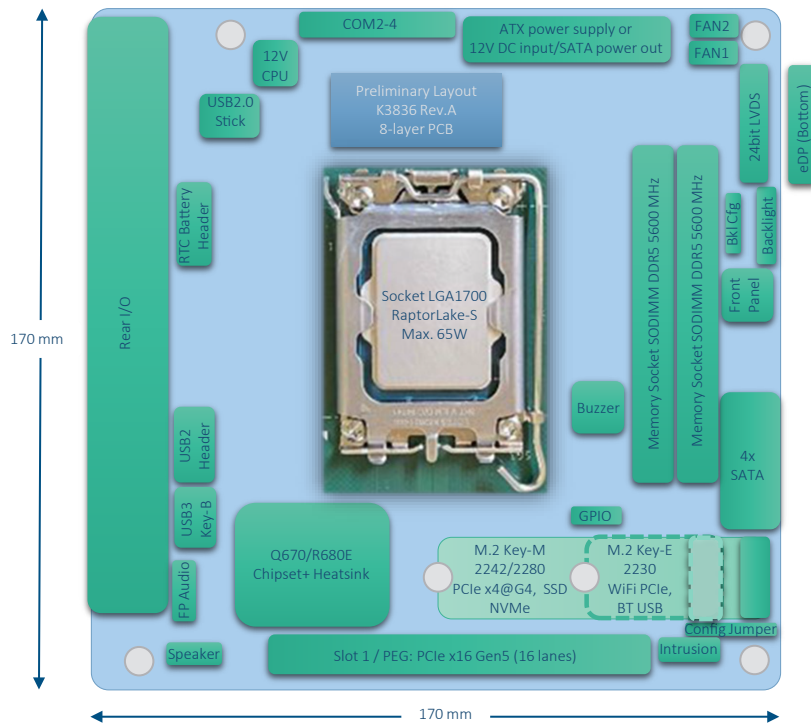 COM2-4
ATX power supply or
12V DC input/SATA power out
FAN2
FAN1
12V
CPU
USB2.0
Stick
Preliminary Layout
K3836 Rev.A
8-layer PCB
24bit LVDS
eDP (Bottom)
RTC Battery
Header
Memory Socket SODIMM DDR5 5600 MHz
Memory Socket SODIMM DDR5 5600 MHz
Bkl Cfg
Backlight
Front
Panel
Socket LGA1700
RaptorLake-S
Max. 65W
170 mm
Rear I/O
Buzzer
USB2
Header
4x
SATA
USB3
Key-B
GPIO
Q670/R680E
Chipset+ Heatsink
M.2 Key-M
2242/2280
PCIe x4@G4, SSD
NVMe
M.2 Key-E
2230
WiFi PCIe,
BT USB
FP Audio
Config Jumper
Speaker
Slot 1 / PEG: PCIe x16 Gen5 (16 lanes)
Intrusion
170 mm